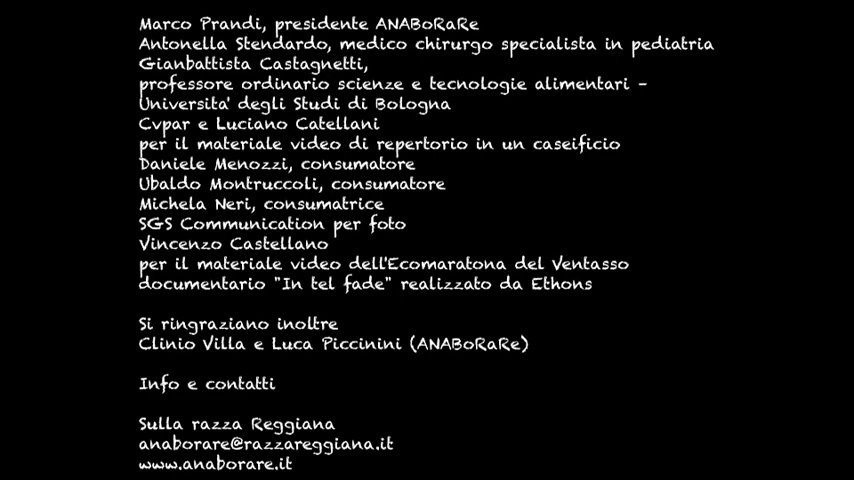 Marco Prandi, presidente ANABoRaRe
Antonella Stendardo, medico chirurgo specialista in pediatria
Gianbattista Castagnetti,
professore ordinario scienze e tecnologie alimentari –
Universita' degli Studi di Bologna
Cvpar e Luciano Catellani
per il materiale video di repertorio in un caseificio
Daniele Menozzi, consumatore
Ubaldo Montruccoli, consumatore
Michela Neri, consumatrice
SGS Communication per foto
Vincenzo Castellano
per il materiale video dell'Ecomaratona del Ventasso
documentario "In tel fade" realizzato da Ethons
Si ringraziano inoltre
Clinio Villa e Luca Piccinini (ANABoRaRe)
Info e contatti
Sulla razza Reggiana
anaborare@razzareggiana.it
www.anaborare.it